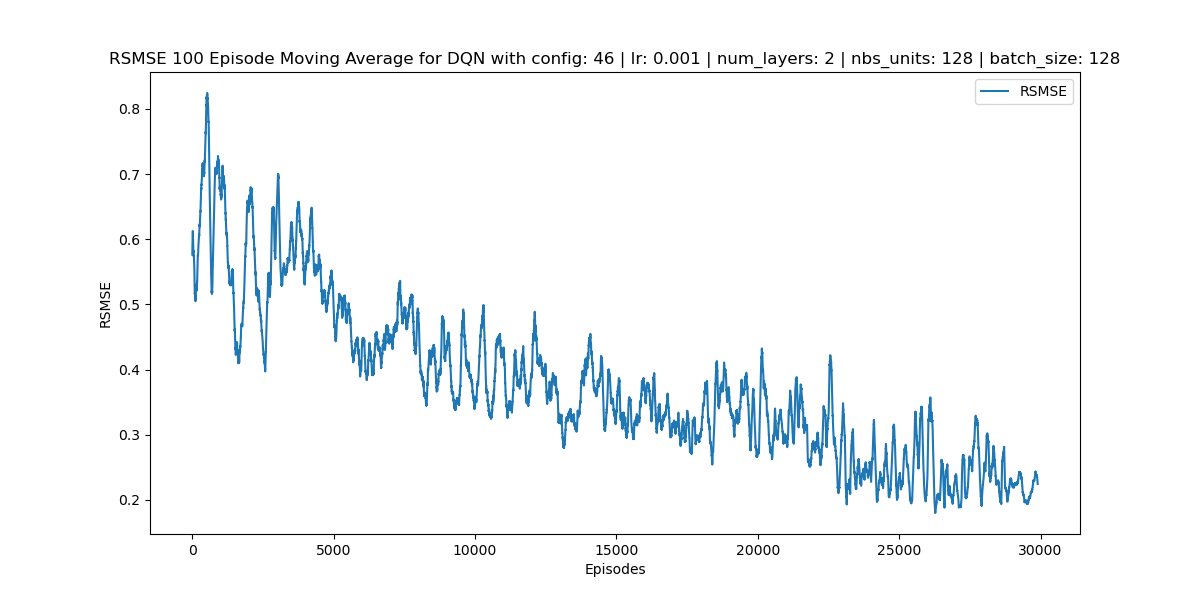 RSMSE 100 Episode Moving Average for DQN with config: 46 | lr: 0.001 | num_layers: 2 | nbs_units: 128 | batch_size: 128
RSMSE
0.8
0.7
0.6
0.5
0.4
0.3
0.2
RSMSE
0 5000 10000 15000 20000 25000 30000
Episodes